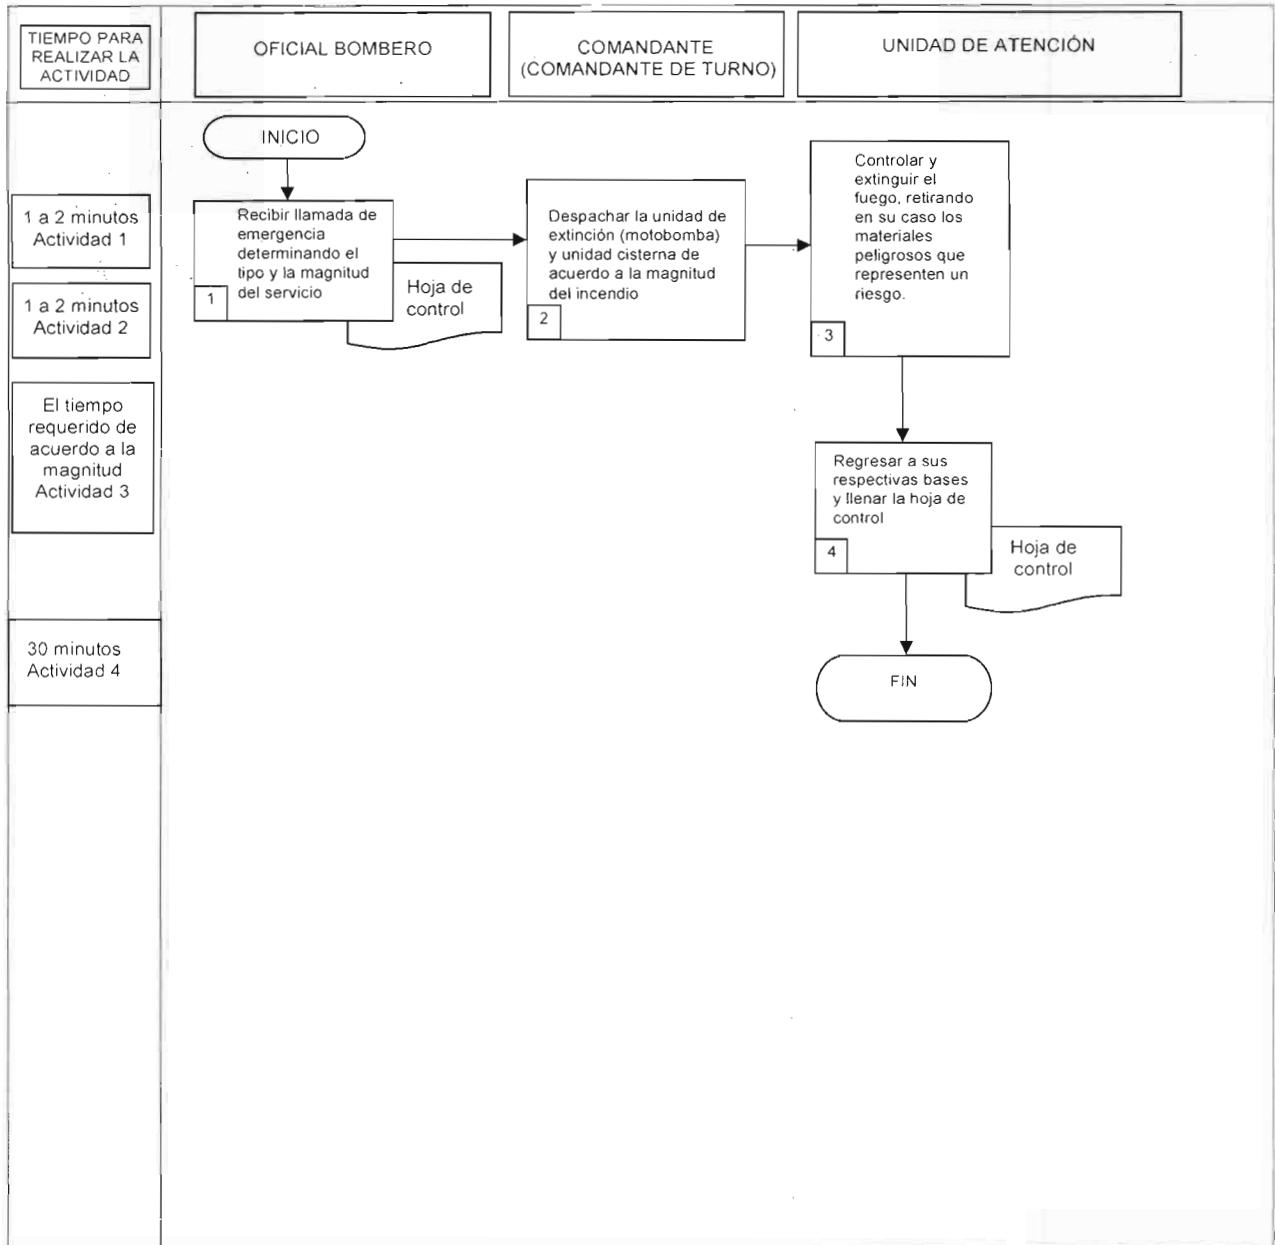 TIEMPO PARA
REALIZAR LA
ACTIVIDAD
OFICIAL BOMBERO
COMANDANTE
(COMANDANTE DE TURNO)
UNIDAD DE ATENCIÓN
INICIO
1 a 2 minutos
Actividad 1
1 a 2 minutos
Actividad 2
El tiempo
requerido de
acuerdo a la
magnitud
Actividad 3
30 minutos
Actividad 4
Recibir llamada de
emergencia
determinando el
tipo y la magnitud
del servicio
1
Hoja de
control
Despachar la unidad de
extinción (motobomba)
y unidad cisterna de
acuerdo a la magnitud
del incendio
2
Controlar y
extinguir el
fuego, retirando
en su caso los
materiales
peligrosos que
representen un
riesgo.
3
Regresar a sus
respectivas bases
y llenar la hoja de
control
4
Hoja de
control
FIN